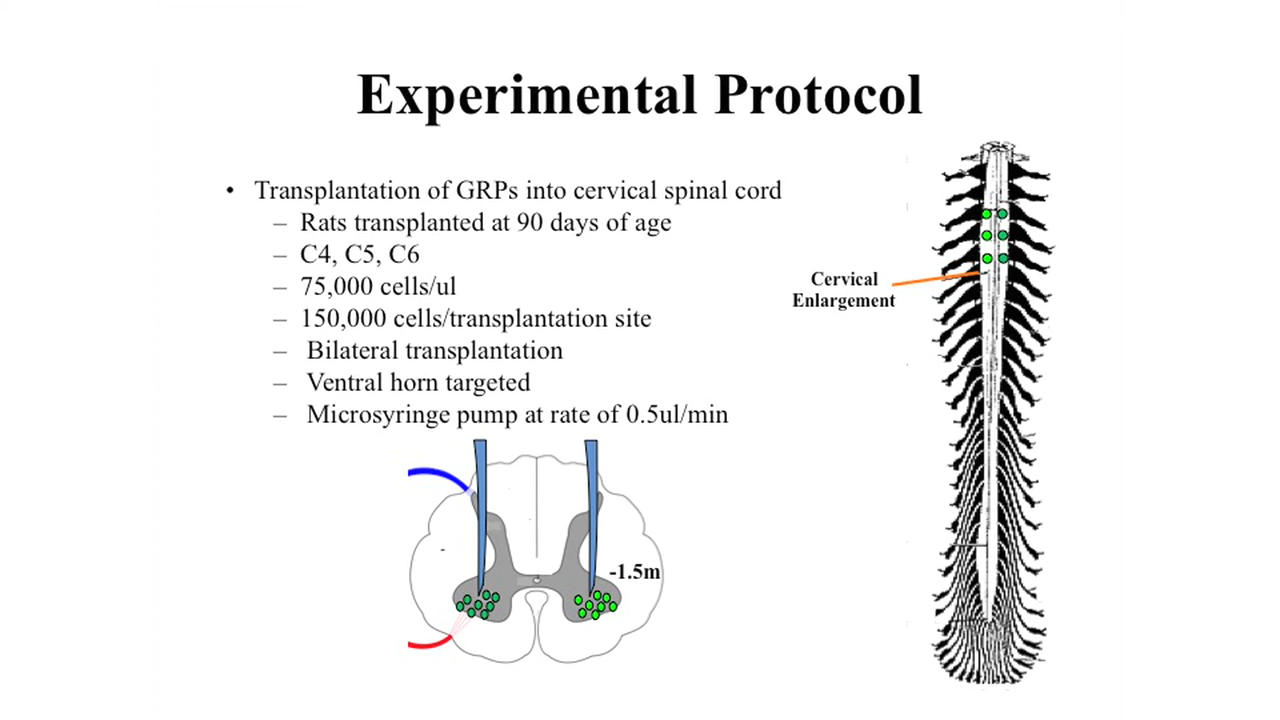 Experimental Protocol
• Transplantation of GRPs into cervical spinal cord
– Rats transplanted at 90 days of age
– C4, C5, C6
– 75,000 cells/ul
– 150,000 cells/transplantation site
– Bilateral transplantation
– Ventral horn targeted
– Microsyringe pump at rate of 0.5ul/min
Cervical
Enlargement
-1.5m